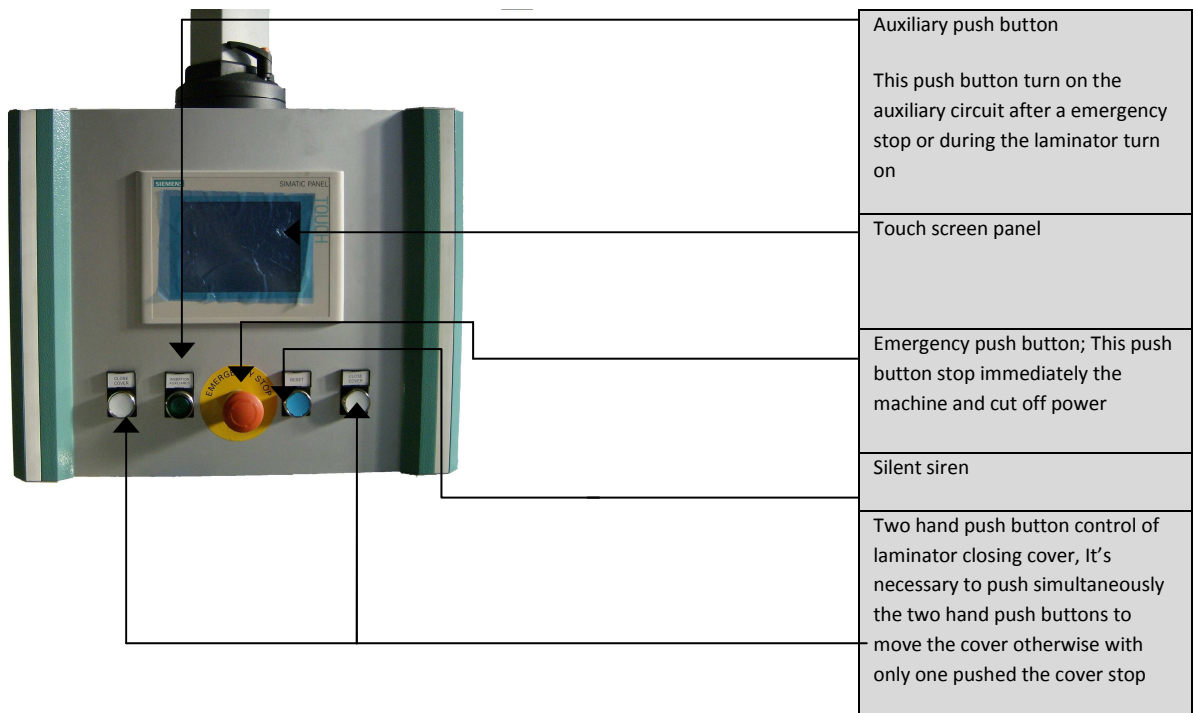 Auxiliary push button
This push button turn on the
auxiliary circuit after a emergency
stop or during the laminator turn
on
SIEMENS
SIMATIC PANEL
TOUCH
Touch screen panel
Emergency push button; This push
button stop immediately the
machine and cut off power
CLOSE
COVER
EMERGENCY STOP
RESET
CLOSE
COVER
Silent siren
Two hand push button control of
laminator closing cover, It’s
necessary to push simultaneously
the two hand push buttons to
move the cover otherwise with
only one pushed the cover stop